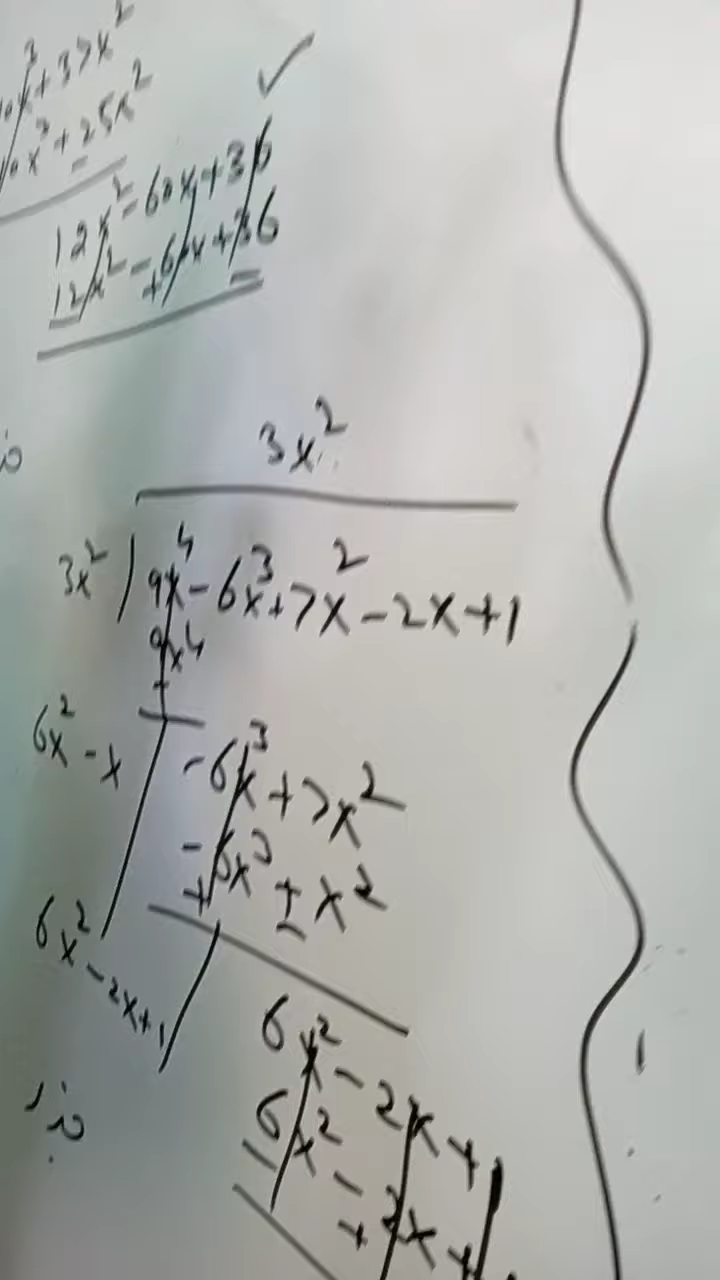 x³+37x²
x³+25x²
12x²-60x+36
12x²-60x+36
3x²
3x² ) 9x⁴-6x³+7x²-2x+1
9x⁴
6x²-x -6x³+7x²
-6x³+x²
6x²-2x+1 6x²-2x+1
6x²-2x+